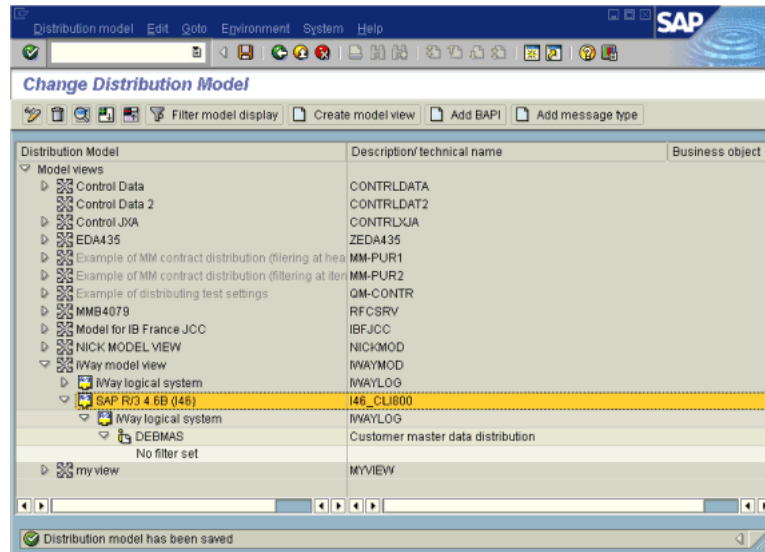 Distribution model Edit Goto Environment System Help
SAP
Change Distribution Model
Filter model display Create model view Add BAPI Add message type
Distribution Model Description/technical name Business object
Model views
Control Data CONTRLDATA
Control Data 2 CONTRLDAT2
Control JXA CONTRLXJA
EDA435 ZEDA435
Example of MM contract distribution (filering at hea MM-PUR1
Example of MM contract distribution (filtering at iten MM-PUR2
Example of distributing test settings QM-CONTR
MMB4079 RFCSRV
Model for IB France JCC IBFJCC
NICK MODEL VIEW NICKMOD
iWay model view IWAYMOD
iWay logical system IWAYLOG
SAP R/3 4.6B (I46) I46_CLI800
iWay logical system IWAYLOG
DEBMAS Customer master data distribution
No filter set
my view MYVIEW
Distribution model has been saved